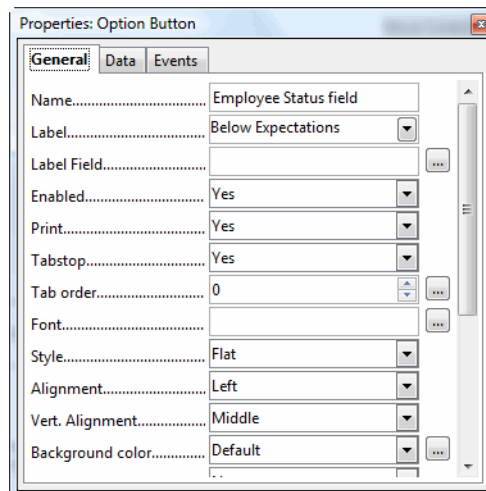 Properties: Option Button
General Data Events
Name................................. Employee Status field
Label.................................. Below Expectations
Label Field......................... ...
Enabled............................. Yes
Print................................... Yes
Tabstop............................. Yes
Tab order........................... 0 ...
Font................................... ...
Style................................... Flat
Alignment.......................... Left
Vert. Alignment................. Middle
Background color............. Default ...